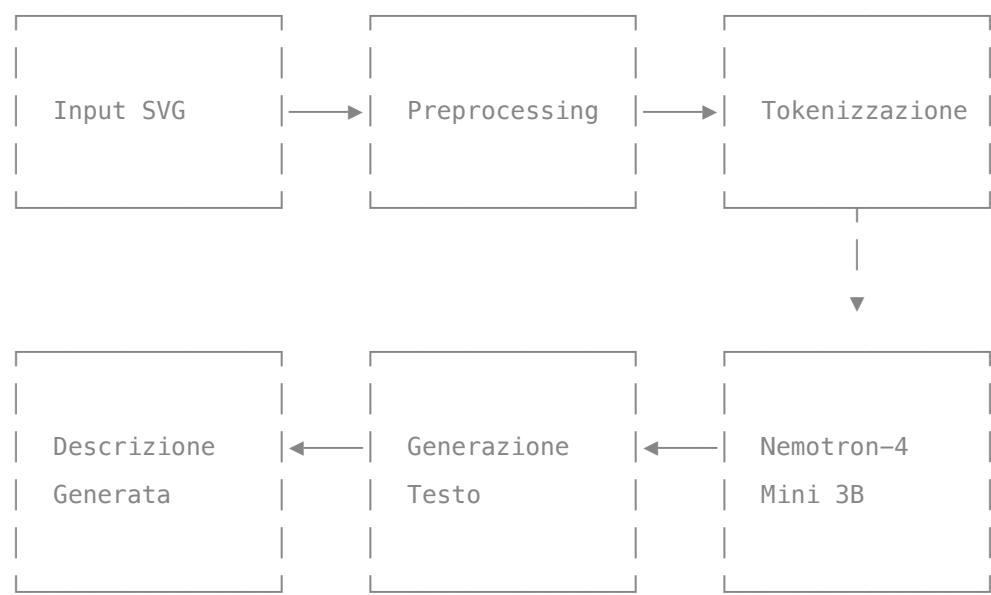 Input SVG
Preprocessing
Tokenizzazione
Nemotron-4
Mini 3B
Generazione
Testo
Descrizione
Generata